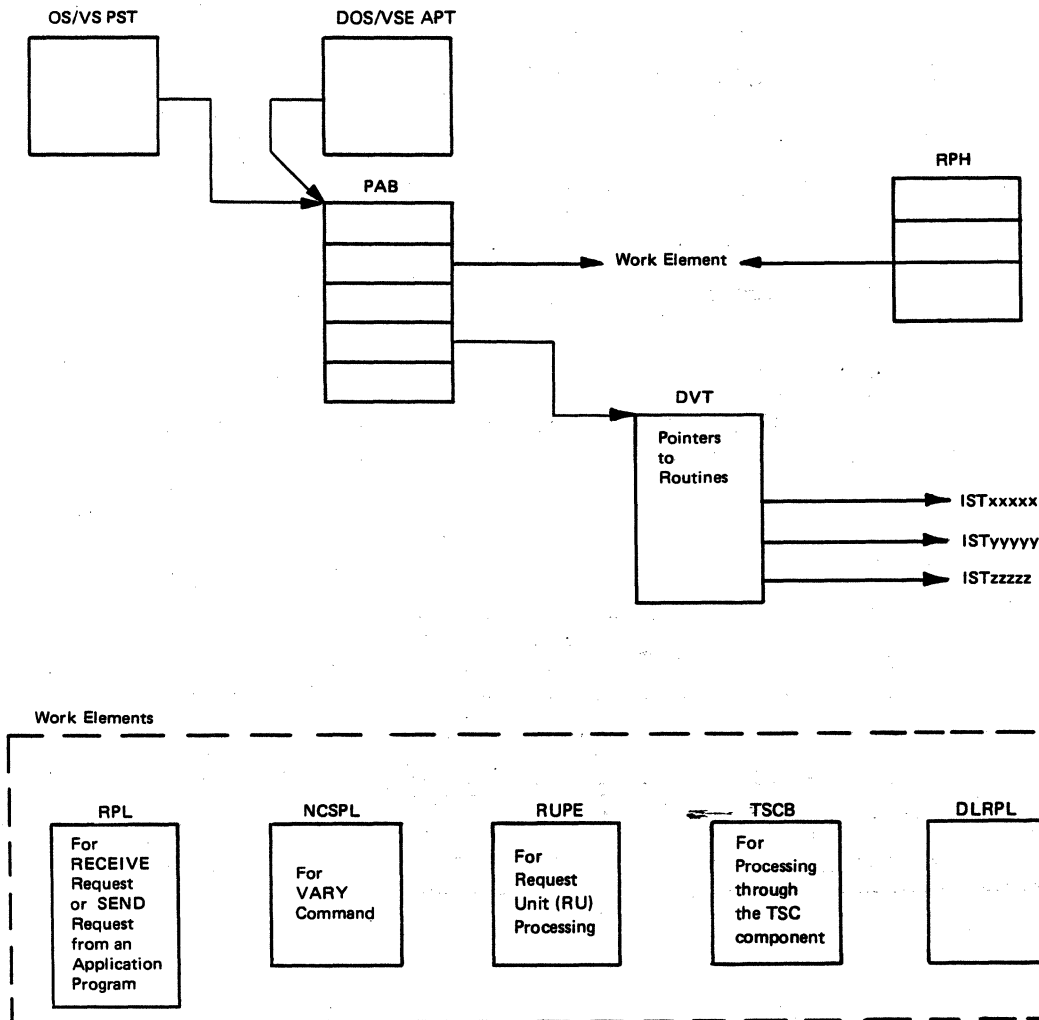 OS/VS PST
DOS/VSE APT
PAB
RPH
Work Element
DVT
Pointers
to
Routines
ISTxxxxx
ISTyyyyy
ISTzzzzz
Work Elements
RPL
For
RECEIVE
Request
or SEND
Request
from an
Application
Program
NCSPL
For
VARY
Command
RUPE
For
Request
Unit (RU)
Processing
TSCB
For
Processing
through
the TSC
component
DLRPL